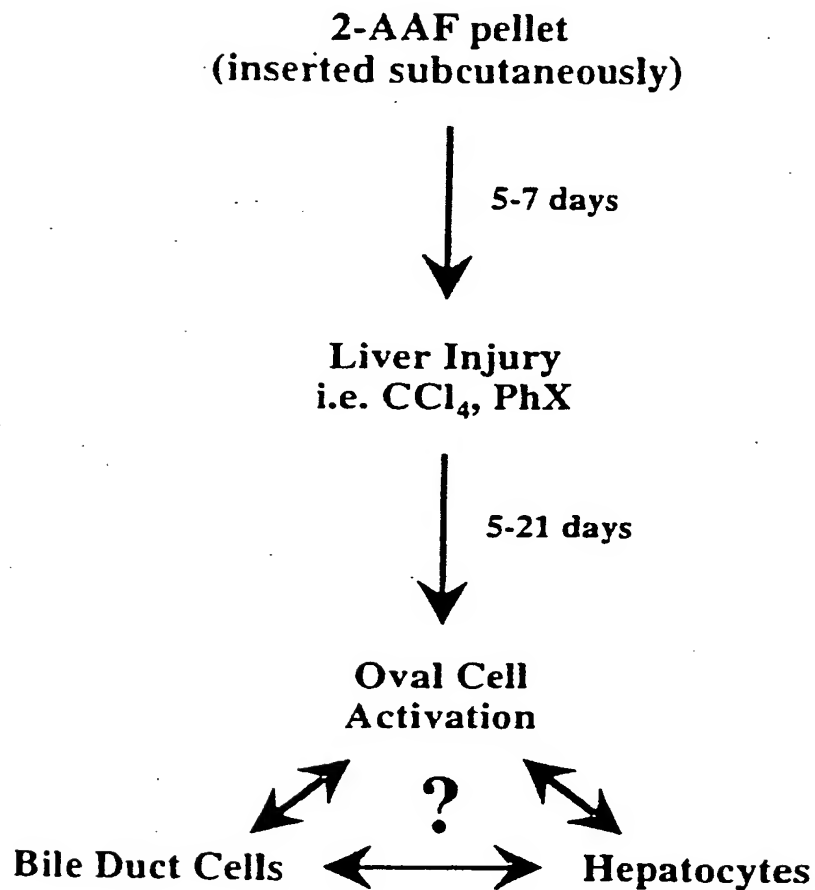 2-AAF pellet
(inserted subcutaneously)
5-7 days
Liver Injury
i.e. CCl₄, PhX
5-21 days
Oval Cell
Activation
?
Bile Duct Cells
Hepatocytes